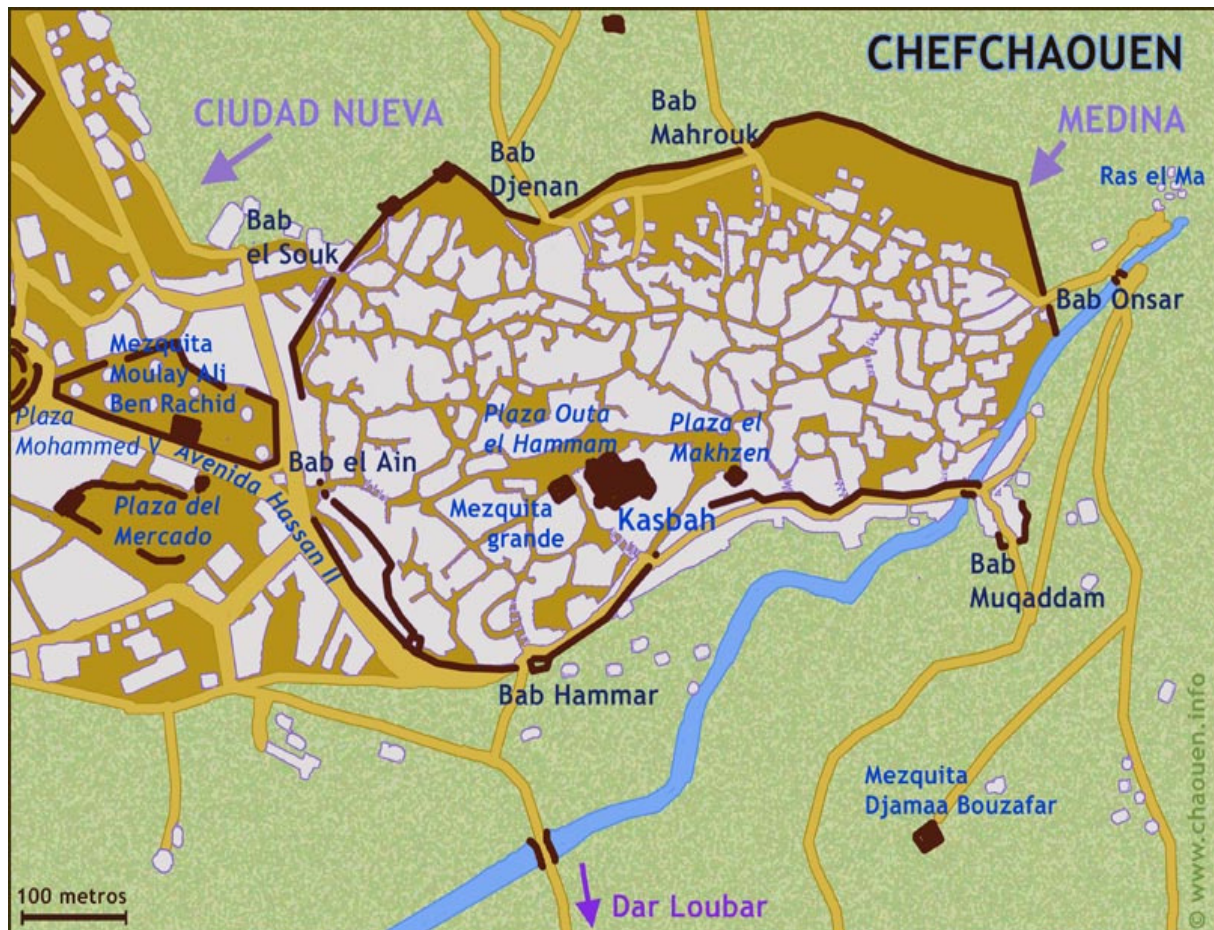 CHEFCHAOUEN
CIUDAD NUEVA
Bab
Mahrouk
MEDINA
Bab
Djenan
Ras el Ma
Bab
el Souk
Bab Onsar
Mezquita
Moulay Ali
Ben Rachid
Plaza
Mohammed V
Avenida Hassan II
Plaza Outa
el Hammam
Plaza el
Makhzen
Bab el Ain
Plaza del
Mercado
Mezquita
grande
Kasbah
Bab
Muqaddam
Bab Hammar
Mezquita
Djamaa Bouzafar
100 metros
Dar Loubar
© www.chaouen.info